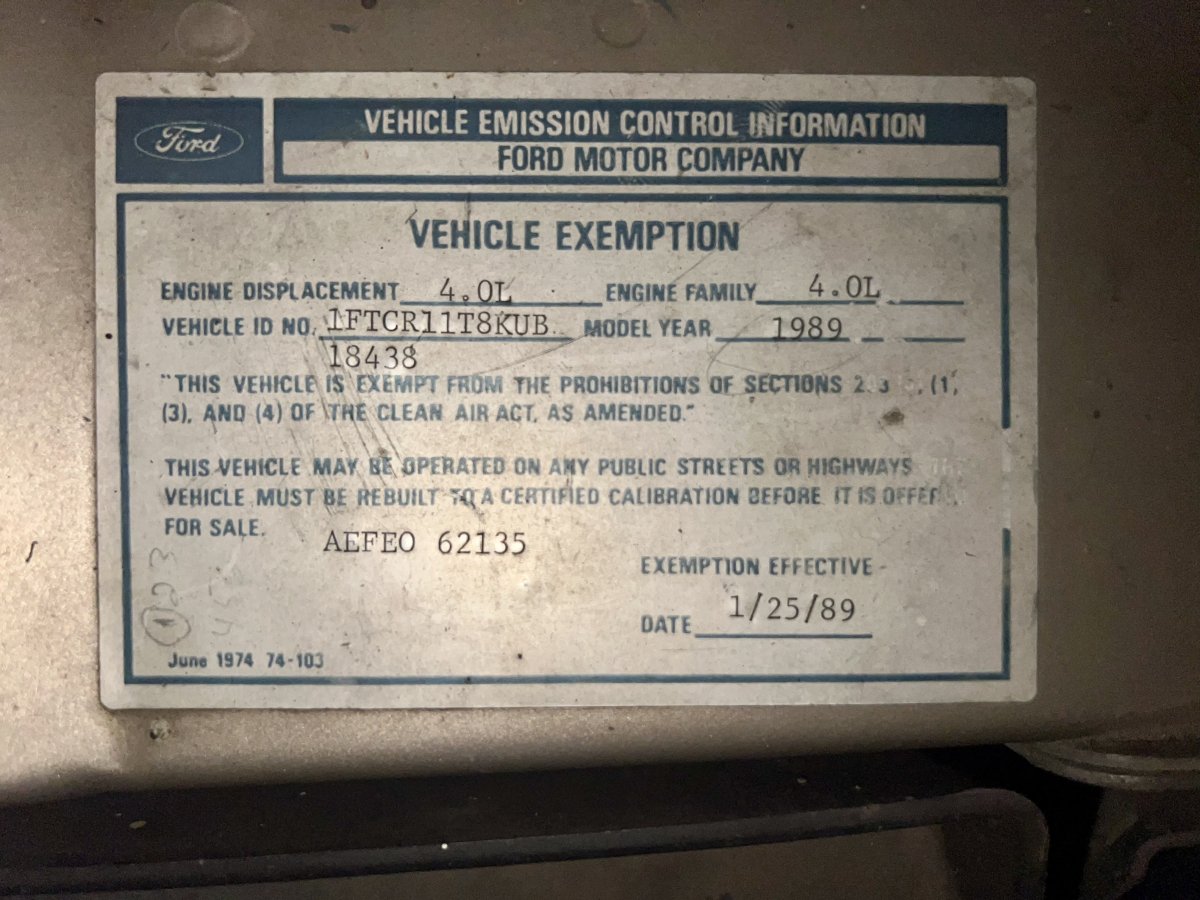 Ford
VEHICLE EMISSION CONTROL INFORMATION
FORD MOTOR COMPANY
VEHICLE EXEMPTION
ENGINE DISPLACEMENT 4.0L ENGINE FAMILY 4.0L
VEHICLE ID NO. 1FTCR11T8KUB MODEL YEAR 1989
18438
"THIS VEHICLE IS EXEMPT FROM THE PROHIBITIONS OF SECTIONS (1),
(3), AND (4) OF THE CLEAN AIR ACT, AS AMENDED."
THIS VEHICLE MAY BE OPERATED ON ANY PUBLIC STREETS OR HIGHWAYS
VEHICLE MUST BE REBUILT TO A CERTIFIED CALIBRATION BEFORE IT IS
FOR SALE.
AEFEO 62135
EXEMPTION EFFECTIVE
1/25/89
DATE
1 2 3
June 1974 74-103